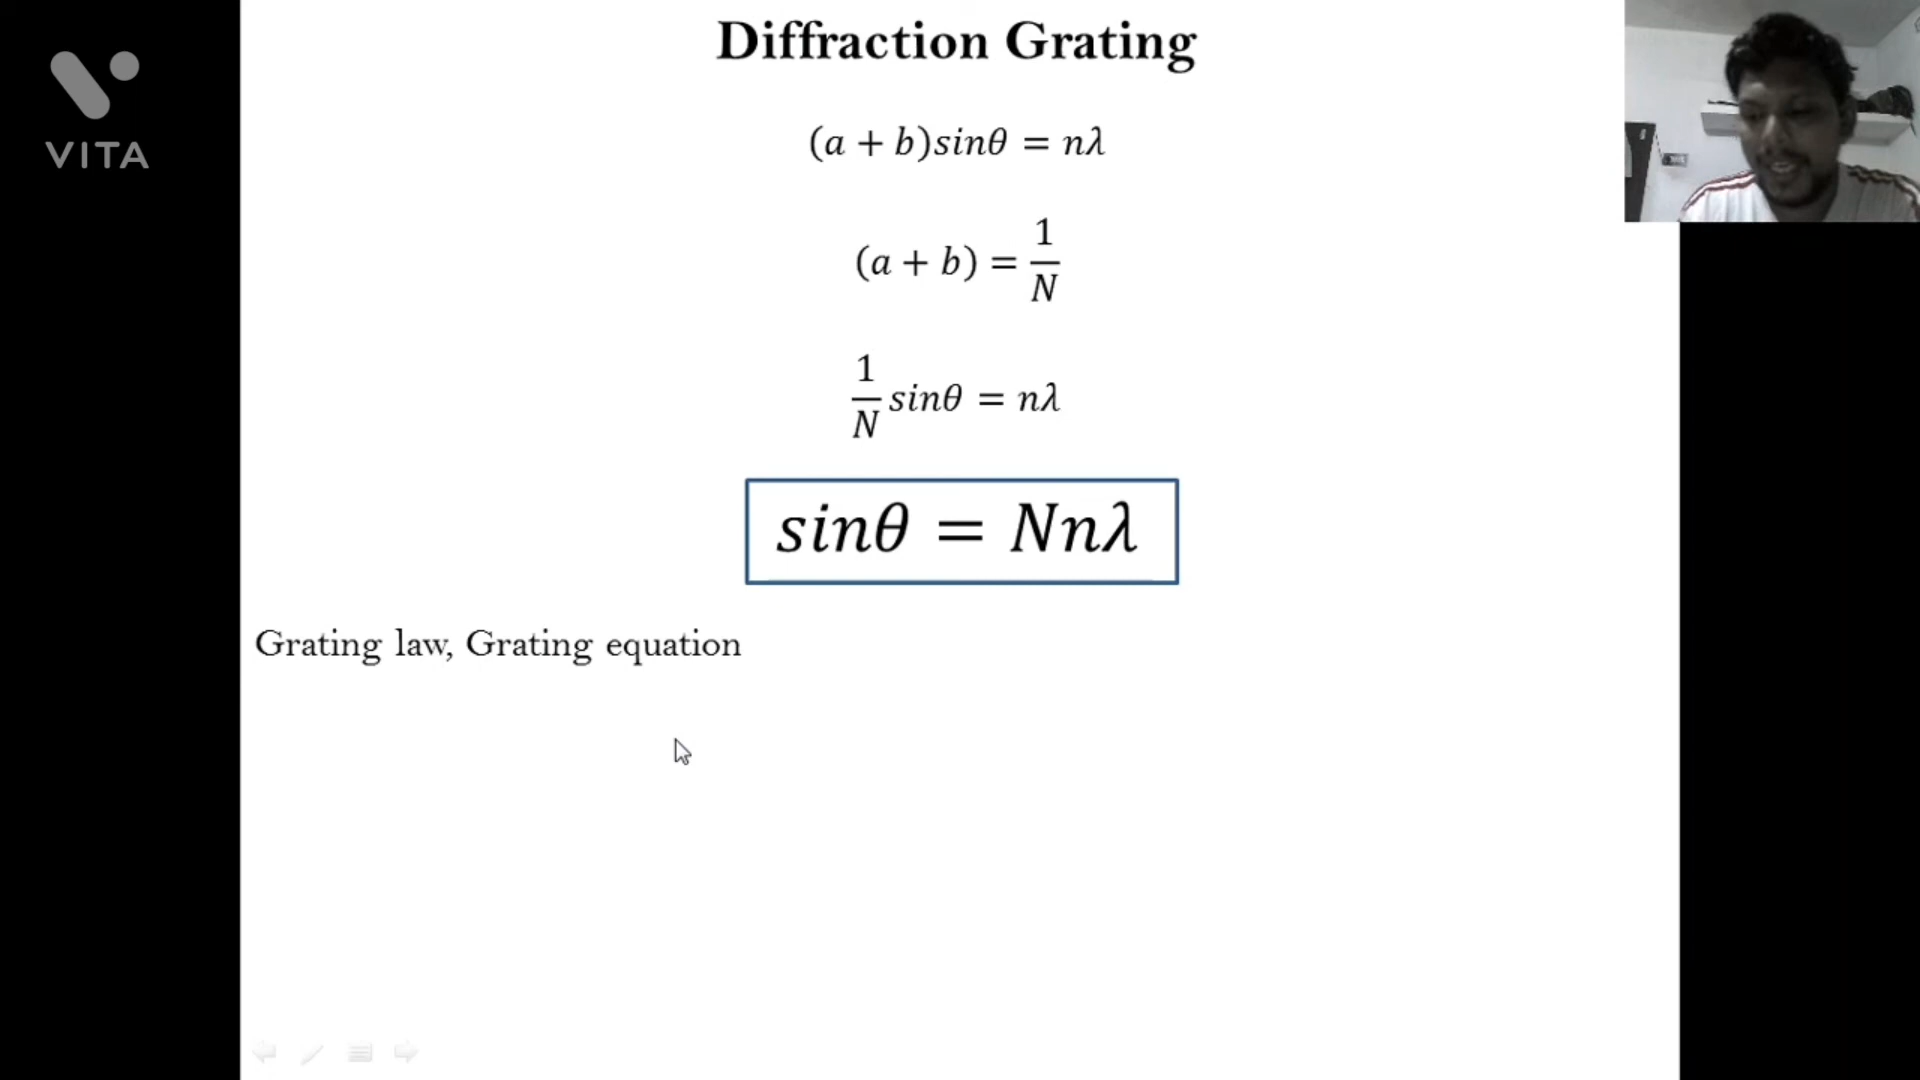 Diffraction Grating
VITA
(a + b)sinθ = nλ
(a + b) = 1/N
1/N sinθ = nλ
sinθ = Nnλ
Grating law, Grating equation